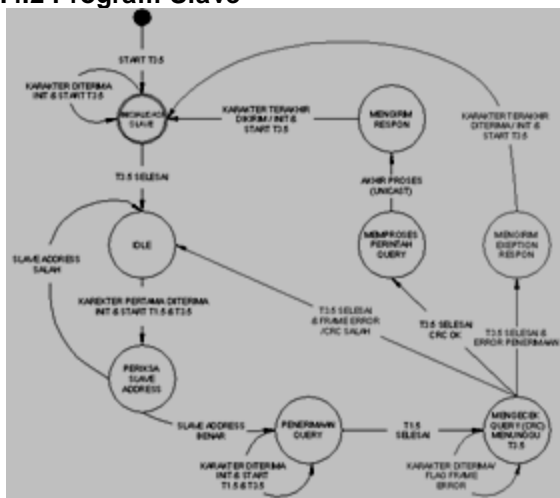 Program Slave
START T3.5
KARAKTER DITERIMA
INIT & START T3.5
INISIALISASI
SLAVE
KARAKTER TERAKHIR
DIKIRIM / INIT &
START T3.5
MENGIRIM
RESPON
KARAKTER TERAKHIR
DITERIMA / INIT &
START T3.5
T3.5 SELESAI
AKHIR PROSES
(UNICAST)
SLAVE ADDRESS
SALAH
IDLE
MEMPROSES
PERINTAH
QUERY
MENGIRIM
EXEPTION
RESPON
KAREKTER PERTAMA DITERIMA
INIT & START T1.5 & T3.5
T3.5 SELESAI
& FRAME ERROR
/CRC SALAH
T3.5 SELESAI
CRC OK
T3.5 SELESAI &
ERROR PENERIMAAN
PERIKSA
SLAVE
ADDRESS
SLAVE ADDRESS
BENAR
PENERIMAAN
QUERY
T1.5
SELESAI
MENGECEK
QUERY (CRC)
MENUNGGU
T3.5
KARAKTER DITERIMA
INIT & START
T1.5 & T3.5
KARAKTER DITERIMA/
FLAG FRAME
ERROR